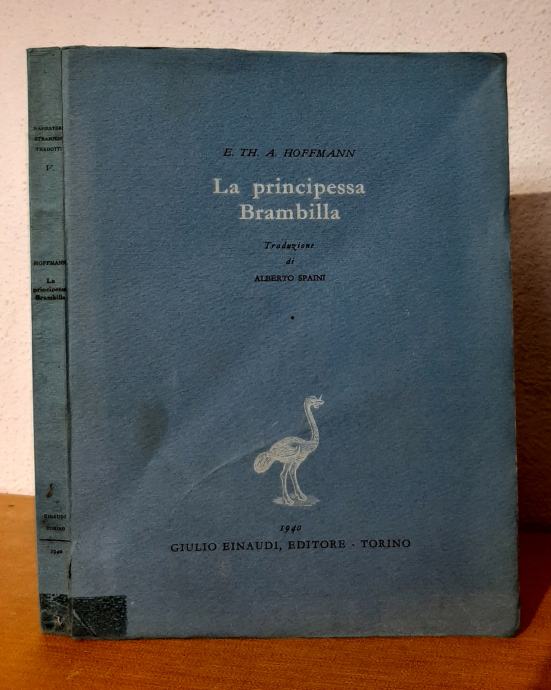 E. TH. A. HOFFMANN
La principessa
Brambilla
Traduzione
di
ALBERTO SPAINI
1940
GIULIO EINAUDI, EDITORE - TORINO
NARRATORI
STRANIERI
TRADOTTI
V
HOFFMANN
La
principessa
Brambilla
EINAUDI
TORINO
1940